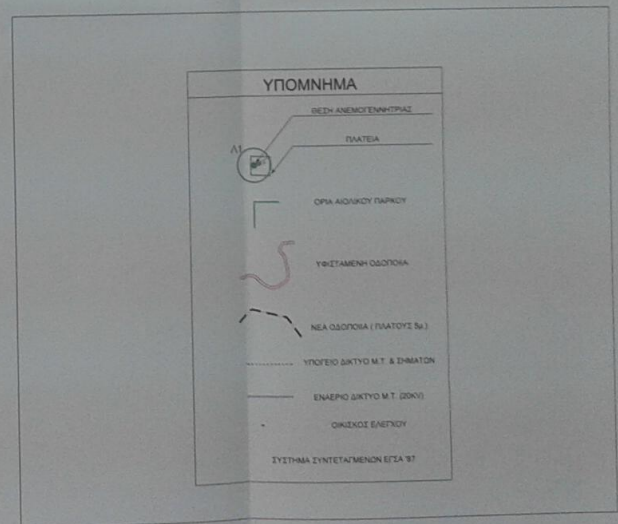 ΥΠΟΜΝΗΜΑ
ΘΕΣΗ ΑΝΕΜΟΓΕΝΝΗΤΡΙΑΣ
ΠΛΑΤΕΙΑ
Λ1
ΟΡΙΑ ΑΙΟΛΙΚΟΥ ΠΑΡΚΟΥ
ΥΦΙΣΤΑΜΕΝΗ ΟΔΟΠΟΙΙΑ
ΝΕΑ ΟΔΟΠΟΙΙΑ ( ΠΛΑΤΟΥΣ 5μ.)
ΥΠΟΓΕΙΟ ΔΙΚΤΥΟ Μ.Τ. & ΣΗΜΑΤΩΝ
ΕΝΑΕΡΙΟ ΔΙΚΤΥΟ Μ.Τ. (20KV)
ΟΙΚΙΣΚΟΣ ΕΛΕΓΧΟΥ
ΣΥΣΤΗΜΑ ΣΥΝΤΕΤΑΓΜΕΝΩΝ ΕΓΣΑ '87